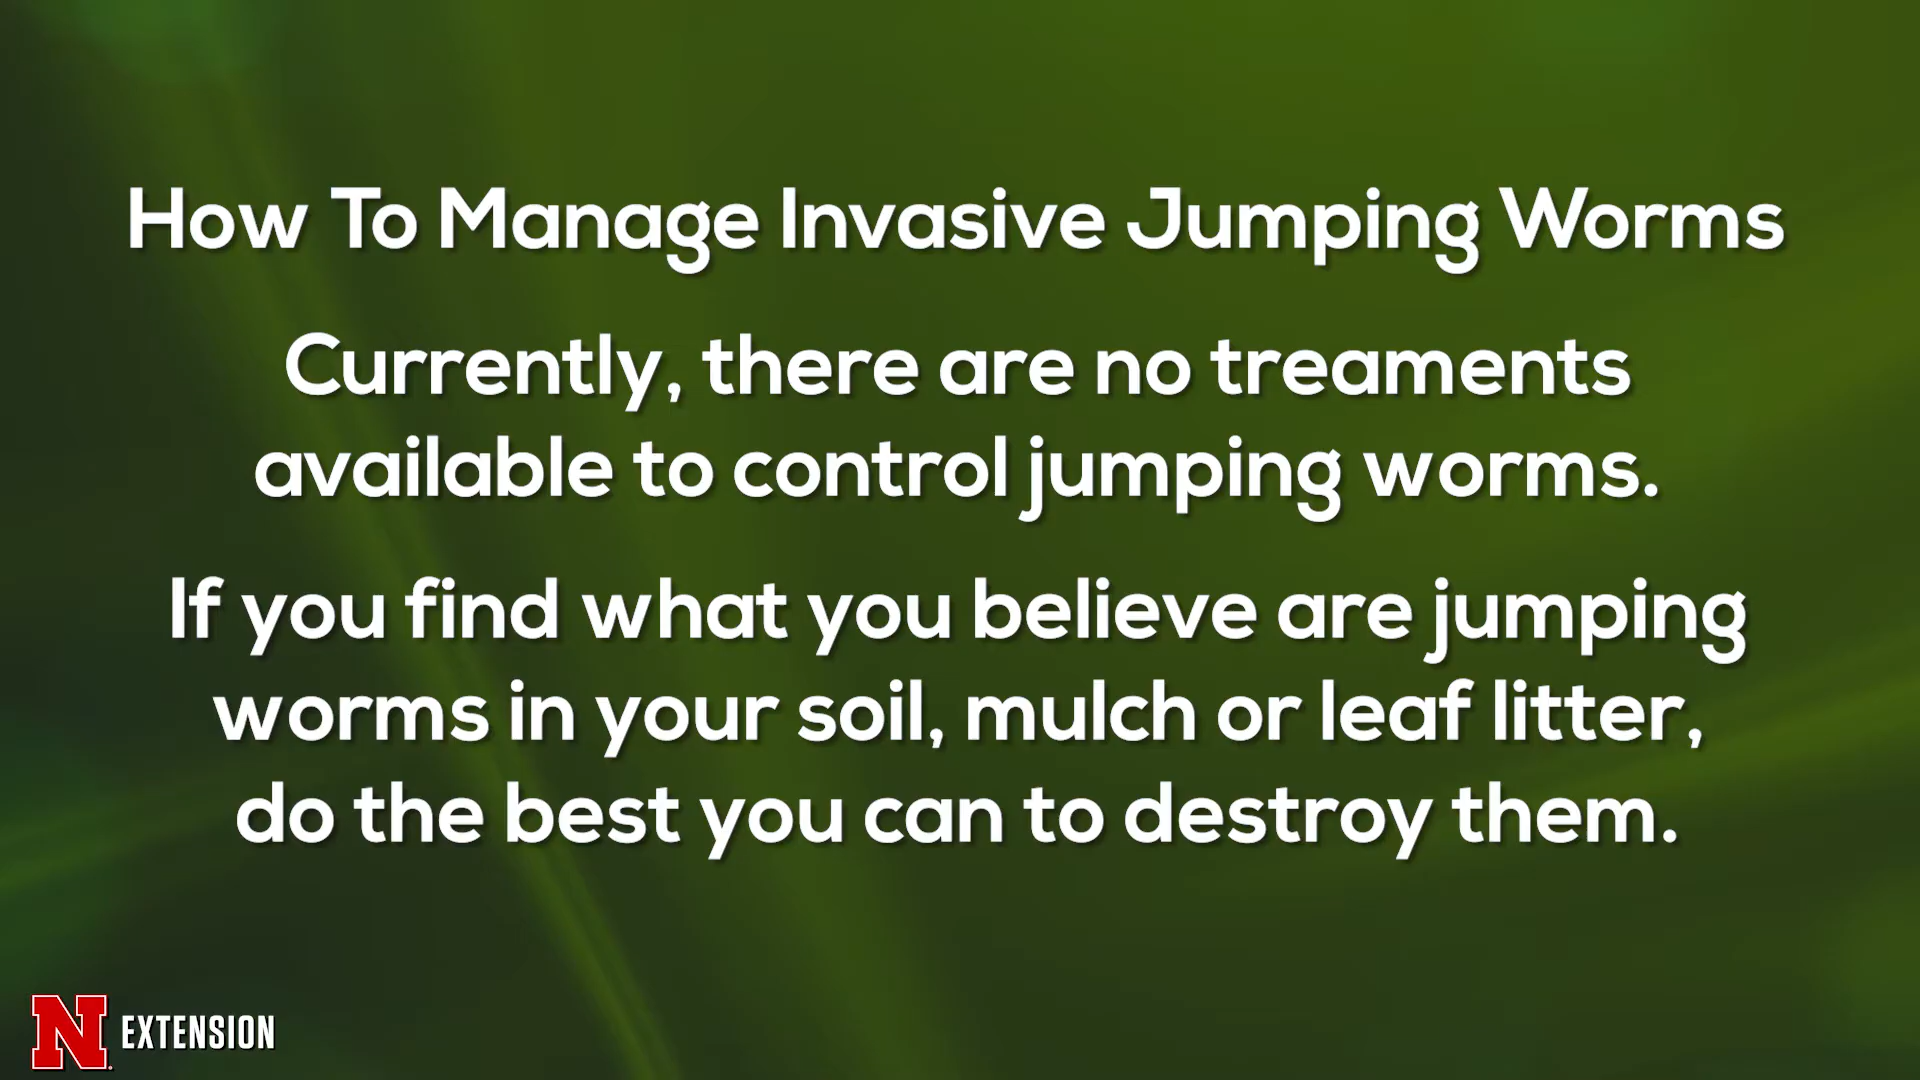 How To Manage Invasive Jumping Worms
Currently, there are no treaments
available to control jumping worms.
If you find what you believe are jumping
worms in your soil, mulch or leaf litter,
do the best you can to destroy them.
N EXTENSION